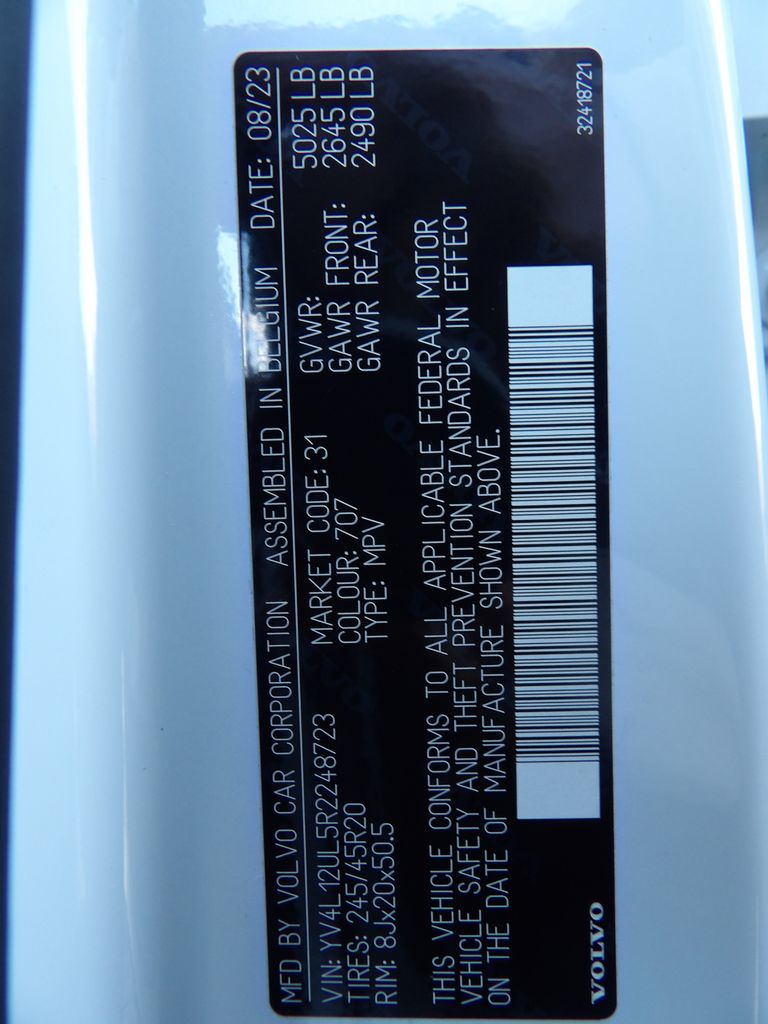 MFD BY VOLVO CAR CORPORATION ASSEMBLED IN BELGIUM DATE: 08/23
VIN: YV4L12UL5R2248723 MARKET CODE: 31 GVWR: 5025 LB
TIRES: 245/45R20 COLOUR: 707 GAWR FRONT: 2645 LB
RIM: 8Jx20x50.5 TYPE: MPV GAWR REAR: 2490 LB
THIS VEHICLE CONFORMS TO ALL APPLICABLE FEDERAL MOTOR
VEHICLE SAFETY AND THEFT PREVENTION STANDARDS IN EFFECT
ON THE DATE OF MANUFACTURE SHOWN ABOVE.
VOLVO 32418721